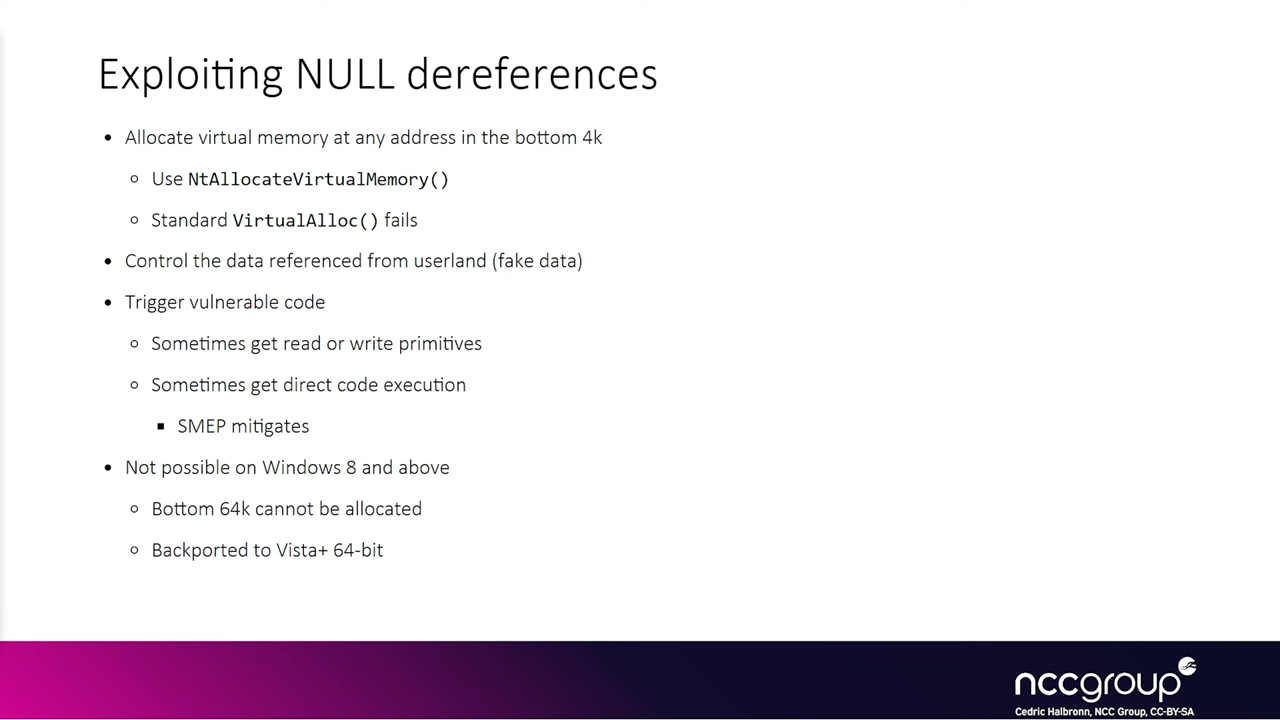 Exploiting NULL dereferences
• Allocate virtual memory at any address in the bottom 4k
○ Use NtAllocateVirtualMemory()
○ Standard VirtualAlloc() fails
• Control the data referenced from userland (fake data)
• Trigger vulnerable code
○ Sometimes get read or write primitives
○ Sometimes get direct code execution
▪ SMEP mitigates
• Not possible on Windows 8 and above
○ Bottom 64k cannot be allocated
○ Backported to Vista+ 64-bit
nccgroup
Cedric Halbronn, NCC Group, CC-BY-SA